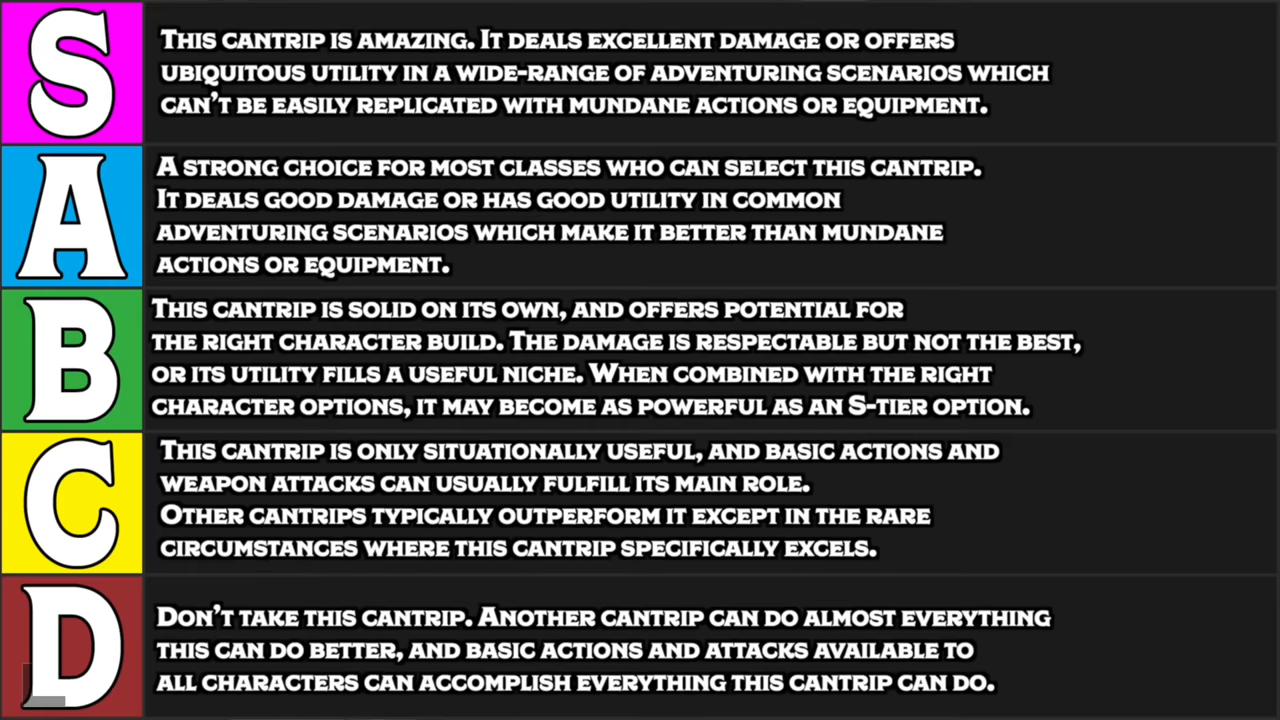 S
This cantrip is amazing. It deals excellent damage or offers
ubiquitous utility in a wide-range of adventuring scenarios which
can't be easily replicated with mundane actions or equipment.
A
A strong choice for most classes who can select this cantrip.
It deals good damage or has good utility in common
adventuring scenarios which make it better than mundane
actions or equipment.
B
This cantrip is solid on its own, and offers potential for
the right character build. The damage is respectable but not the best,
or its utility fills a useful niche. When combined with the right
character options, it may become as powerful as an S-tier option.
C
This cantrip is only situationally useful, and basic actions and
weapon attacks can usually fulfill its main role.
Other cantrips typically outperform it except in the rare
circumstances where this cantrip specifically excels.
D
Don't take this cantrip. Another cantrip can do almost everything
this can do better, and basic actions and attacks available to
all characters can accomplish everything this cantrip can do.